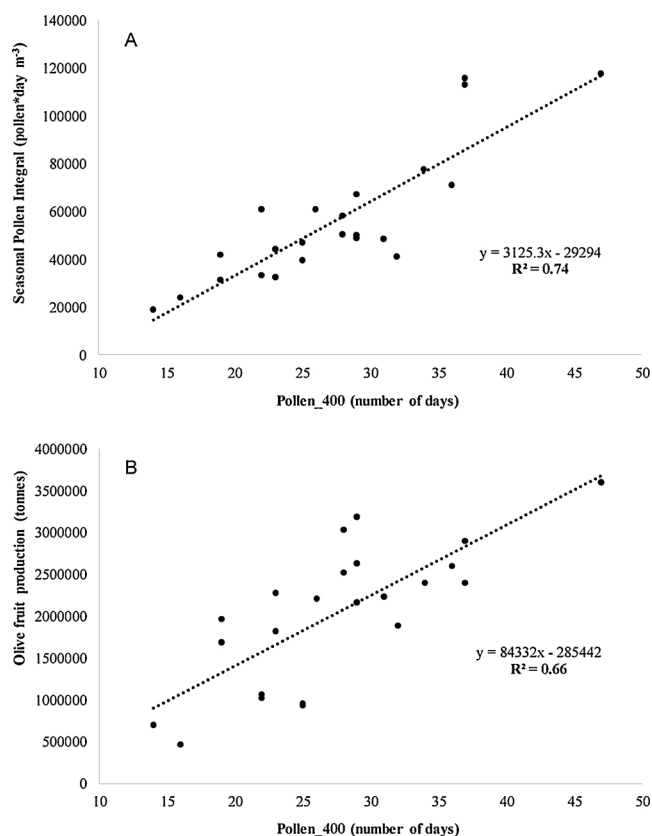 A
Seasonal Pollen Integral (pollen*day m⁻³)
140000
120000
100000
80000
60000
40000
20000
0
y = 3125.3x - 29294
R² = 0.74
10 15 20 25 30 35 40 45 50
Pollen_400 (number of days)
B
Olive fruit production (tonnes)
4000000
3500000
3000000
2500000
2000000
1500000
1000000
500000
0
y = 84332x - 285442
R² = 0.66
10 15 20 25 30 35 40 45 50
Pollen_400 (number of days)